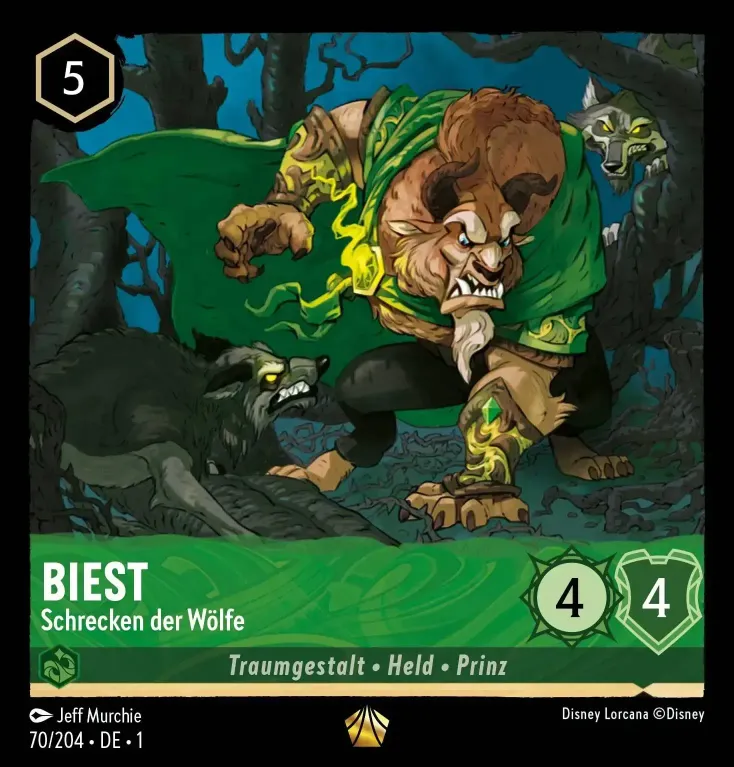 5
BIEST
Schrecken der Wölfe
4
4
Traumgestalt • Held • Prinz
Jeff Murchie
Disney Lorcana ©Disney
70/204 • DE • 1